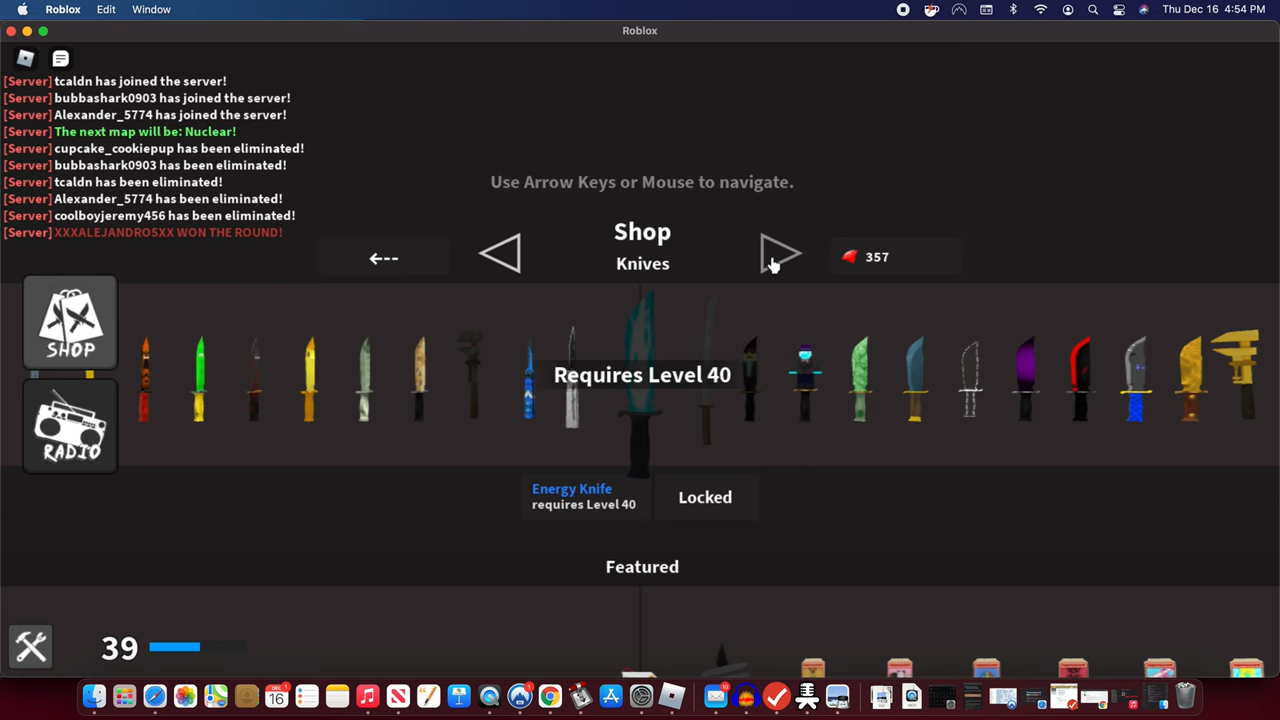 Roblox Edit Window Thu Dec 16 4:54 PM
Roblox
[Server] tcaldn has joined the server!
[Server] bubbashark0903 has joined the server!
[Server] Alexander_5774 has joined the server!
[Server] The next map will be: Nuclear!
[Server] cupcake_cookiepup has been eliminated!
[Server] bubbashark0903 has been eliminated!
[Server] tcaldn has been eliminated!
[Server] Alexander_5774 has been eliminated!
[Server] coolboyjeremy456 has been eliminated!
[Server] XXXALEJANDRO5XX WON THE ROUND!
Use Arrow Keys or Mouse to navigate.
Shop
Knives
357
SHOP
RADIO
Requires Level 40
Energy Knife
requires Level 40
Locked
Featured
39